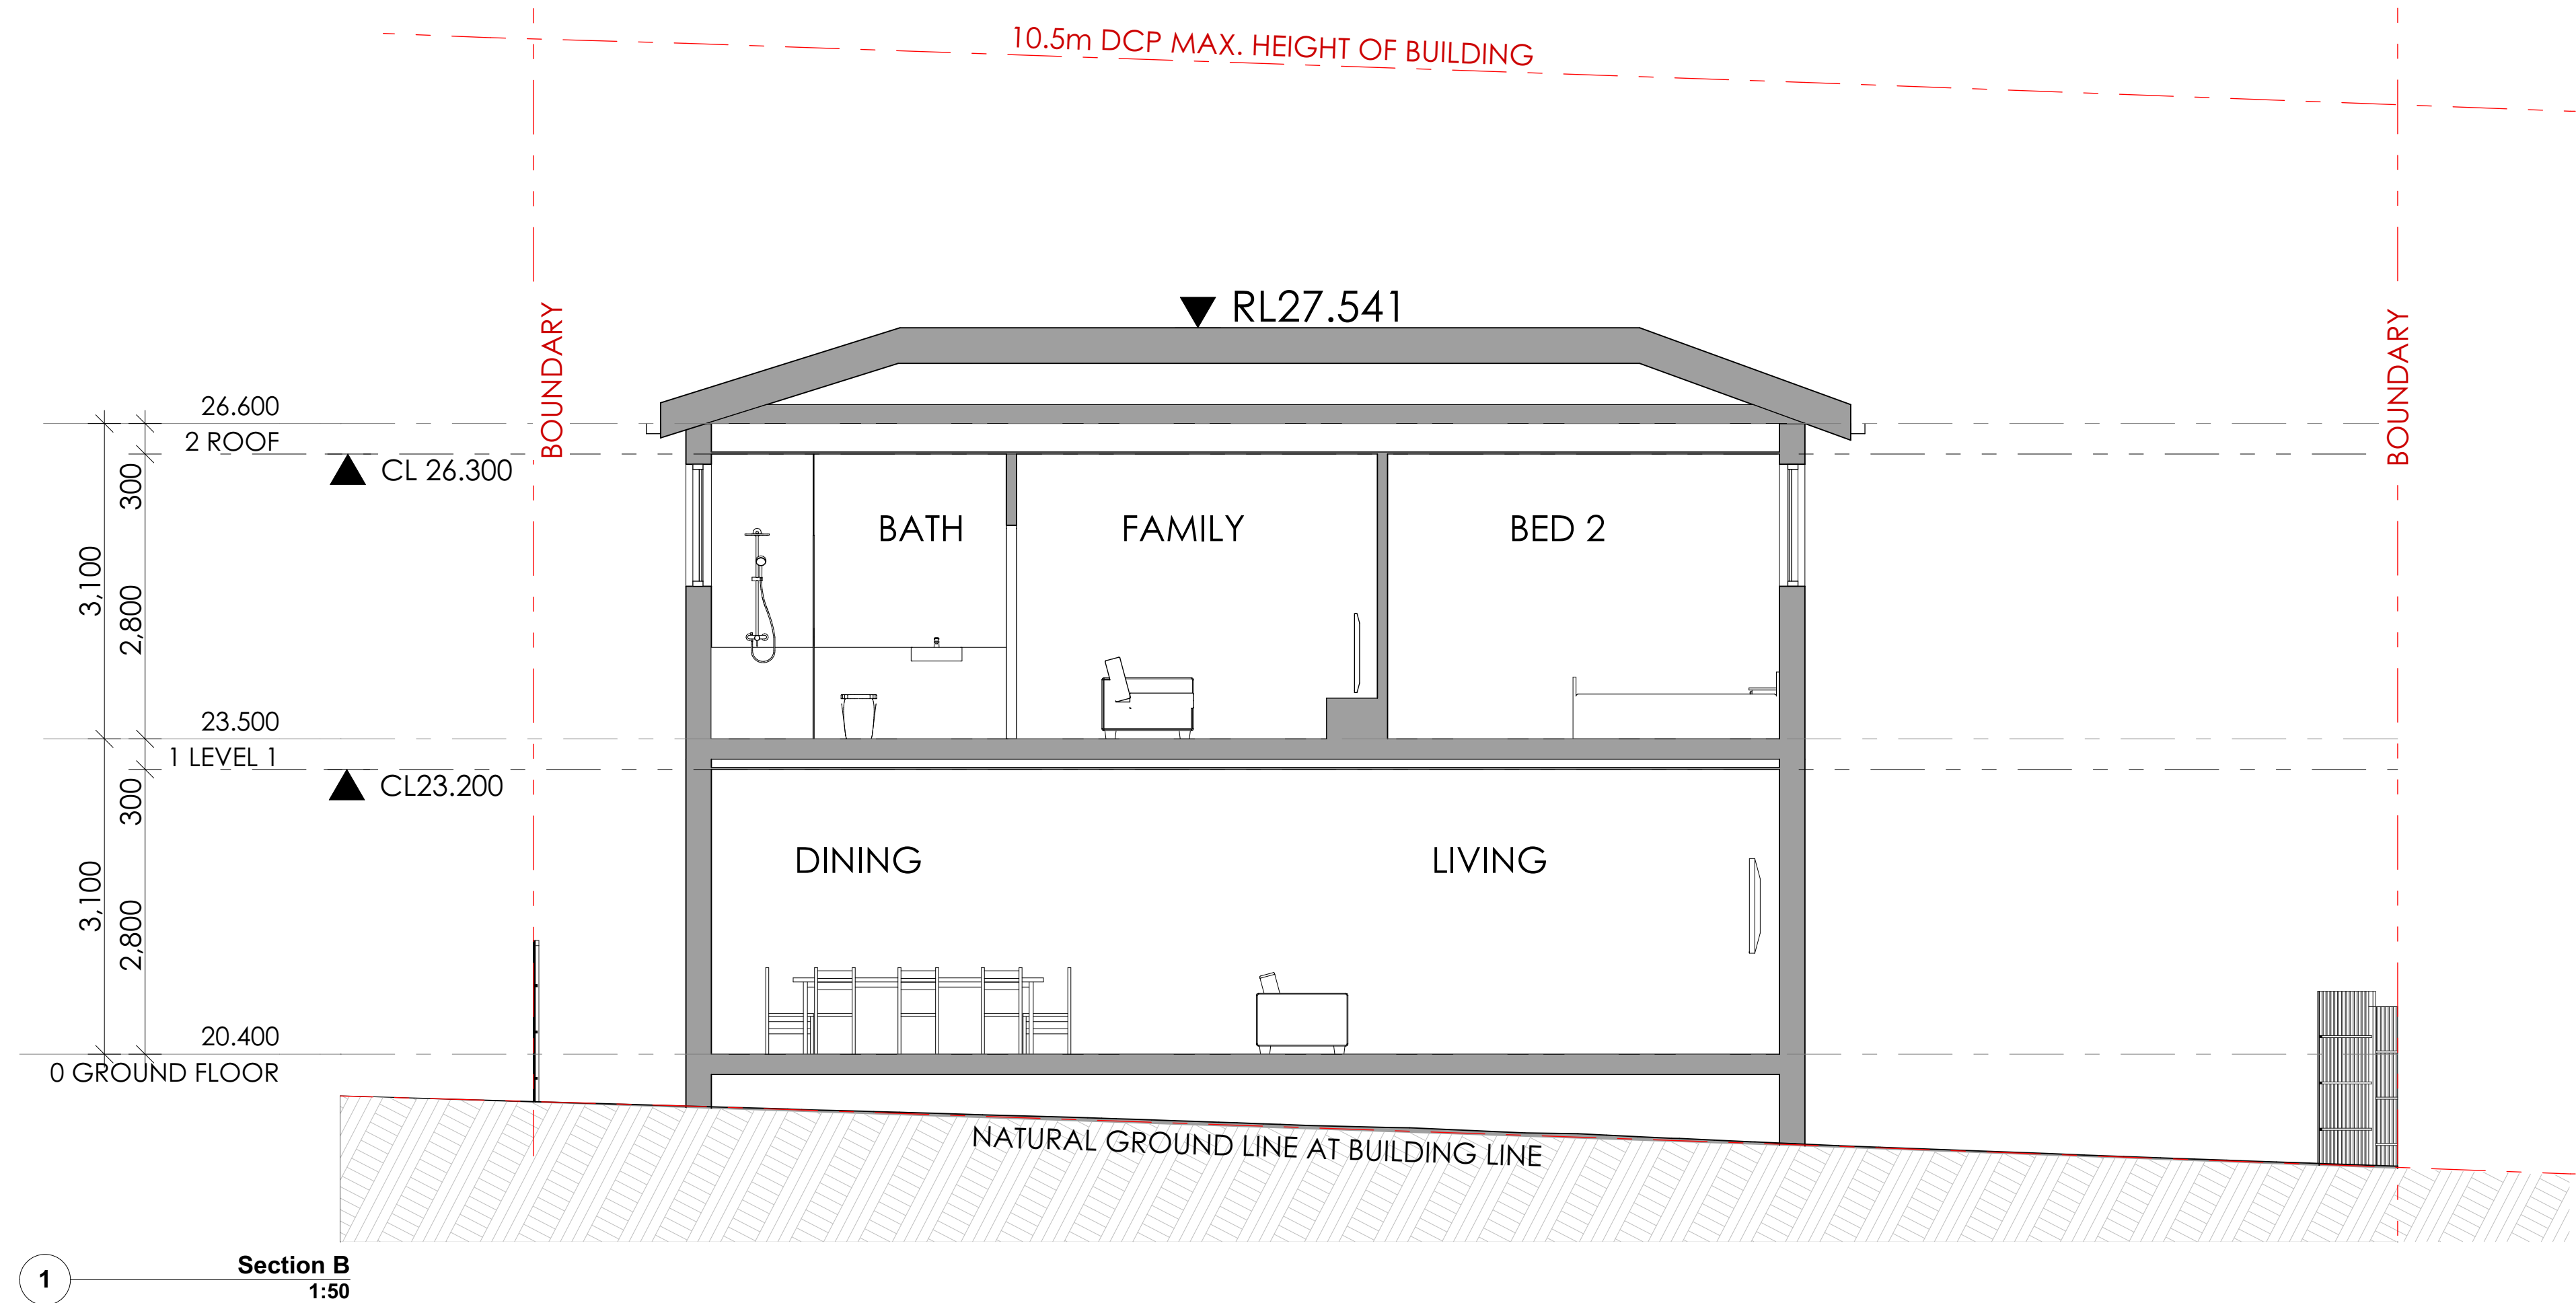 10.5m DCP MAX. HEIGHT OF BUILDING
BOUNDARY
RL27.541
BOUNDARY
26.600
2 ROOF
CL 26.300
300
3,100
2,800
BATH
FAMILY
BED 2
23.500
1 LEVEL 1
CL23.200
300
3,100
2,800
DINING
LIVING
20.400
0 GROUND FLOOR
NATURAL GROUND LINE AT BUILDING LINE
1
Section B
1:50